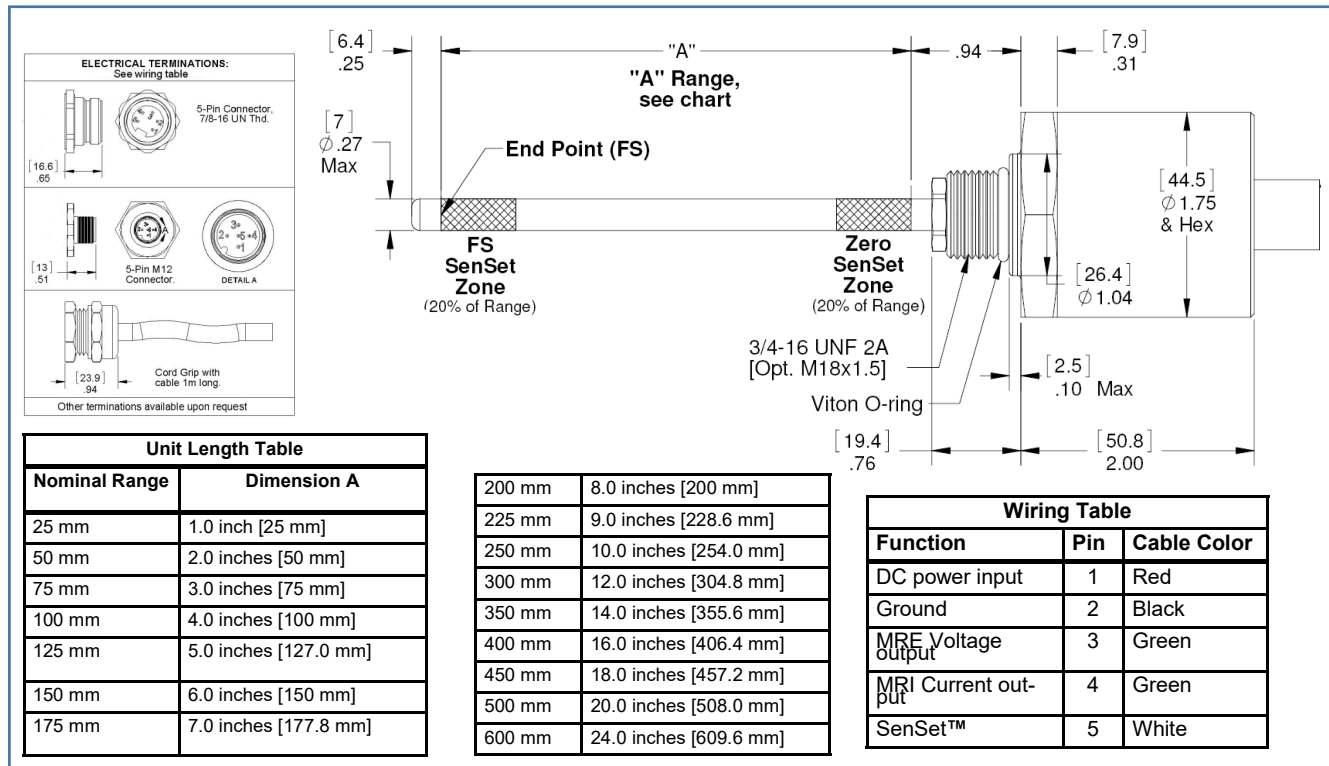 ELECTRICAL TERMINATIONS:
See wiring table
5-Pin Connector,
7/8-16 UN Thd.
[16.6]
.65
[13]
.51
5-Pin M12
Connector.
DETAIL A
A
[23.9]
.94
Cord Grip with
cable 1m long.
Other terminations available upon request
[6.4]
.25
"A"
"A" Range,
see chart
.94
[7.9]
.31
[7]
Ø.27
Max
End Point (FS)
FS
SenSet
Zone
(20% of Range)
Zero
SenSet
Zone
(20% of Range)
[44.5]
Ø1.75
& Hex
[26.4]
Ø1.04
3/4-16 UNF 2A
[Opt. M18x1.5]
Viton O-ring
[2.5]
.10 Max
[19.4]
.76
[50.8]
2.00
Unit Length Table
Nominal Range Dimension A
25 mm 1.0 inch [25 mm]
50 mm 2.0 inches [50 mm]
75 mm 3.0 inches [75 mm]
100 mm 4.0 inches [100 mm]
125 mm 5.0 inches [127.0 mm]
150 mm 6.0 inches [150 mm]
175 mm 7.0 inches [177.8 mm]
200 mm 8.0 inches [200 mm]
225 mm 9.0 inches [228.6 mm]
250 mm 10.0 inches [254.0 mm]
300 mm 12.0 inches [304.8 mm]
350 mm 14.0 inches [355.6 mm]
400 mm 16.0 inches [406.4 mm]
450 mm 18.0 inches [457.2 mm]
500 mm 20.0 inches [508.0 mm]
600 mm 24.0 inches [609.6 mm]
Wiring Table
Function Pin Cable Color
DC power input 1 Red
Ground 2 Black
MRE Voltage
output 3 Green
MRI Current out-
put 4 Green
SenSet™ 5 White